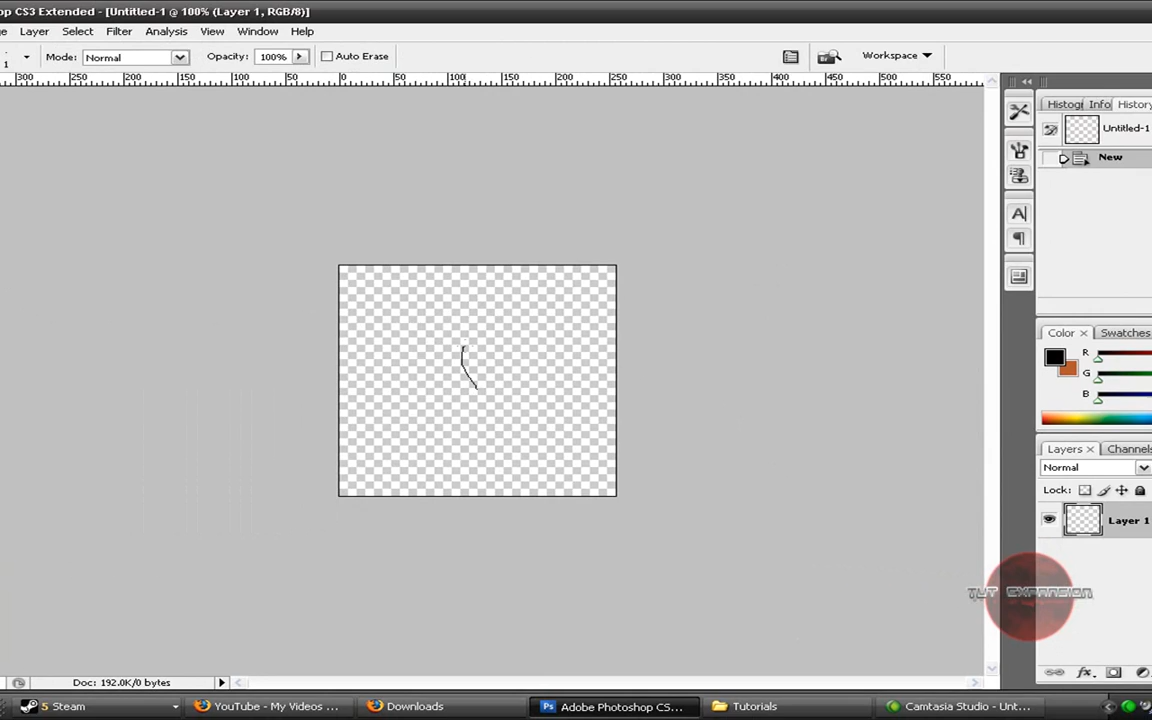 op CS3 Extended - [Untitled-1 @ 100% (Layer 1, RGB/8)]
e Layer Select Filter Analysis View Window Help
1 Mode: Normal Opacity: 100% Auto Erase Workspace
300 250 200 150 100 50 0 50 100 150 200 250 300 350 400 450 500 550
Histogr Info History
Untitled-1
New
Color × Swatches
R
G
B
Layers × Channels
Normal
Lock:
Layer 1
TUT EXPANSION
fx.
Doc: 192.0K/0 bytes
5 Steam YouTube - My Videos ... Downloads Adobe Photoshop CS... Tutorials Camtasia Studio - Unt...